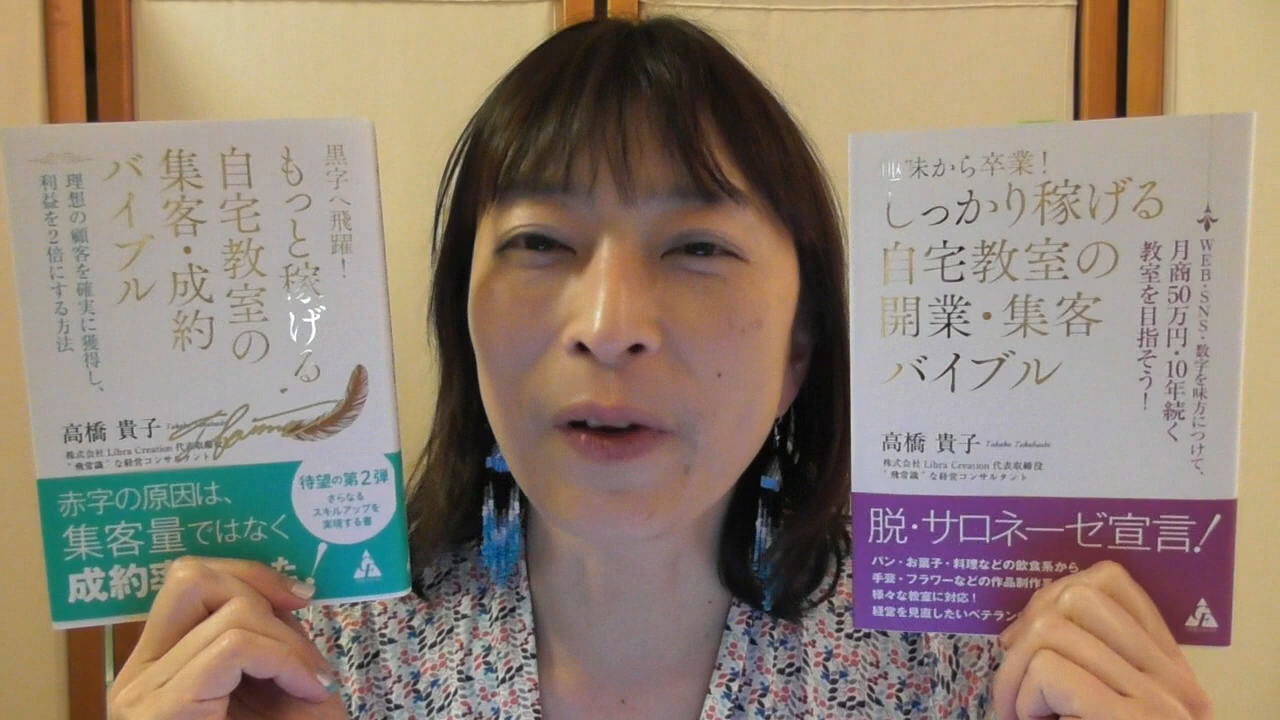 黒字へ飛躍!
もっと稼げる
自宅教室の
集客・成約
バイブル
理想の顧客を確実に獲得し、
利益を2倍にする方法
高橋 貴子 Takako Takahashi
株式会社 Libra Creation 代表取締役
"飛常識"な経営コンサルタント
待望の第2弾
さらなる
スキルアップを
実現する書
赤字の原因は、
集客量ではなく
成約率
た!
趣味から卒業!
しっかり稼げる
自宅教室の
開業・集客
バイブル
WEB・SNS・数字を味方につけて、
月商50万円・10年続く
教室を目指そう!
高橋 貴子 Takako Takahashi
株式会社 Libra Creation 代表取締役
"飛常識"な経営コンサルタント
脱・サロネーゼ宣言!
パン・お菓子・料理などの飲食系から
手芸・フラワーなどの作品制作系
様々な教室に対応!
経営を見直したいベテラン